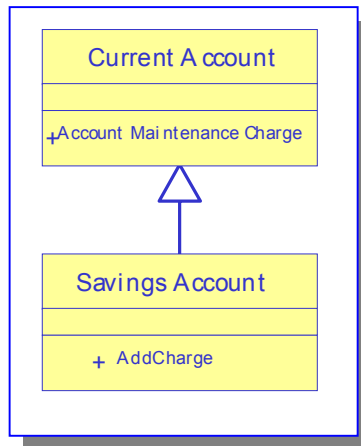 Current Account
+Account Maintenance Charge
Savings Account
+ AddCharge